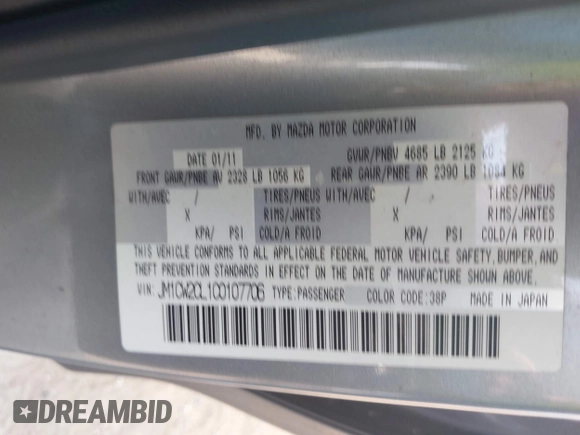 MFD. BY MAZDA MOTOR CORPORATION
DATE 01/11 GVWR/PNBV 4685 LB 2125 KG
FRONT GAWR/PNBE AV 2328 LB 1056 KG REAR GAWR/PNBE AR 2390 LB 1084 KG
WITH/AVEC / TIRES/PNEUS WITH/AVEC / TIRES/PNEUS
X RIMS/JANTES X RIMS/JANTES
KPA/ PSI COLD/A FROID KPA/ PSI COLD/A FROID
THIS VEHICLE CONFORMS TO ALL APPLICABLE FEDERAL MOTOR VEHICLE SAFETY, BUMPER, AND
THEFT PREVENTION STANDARDS IN EFFECT ON THE DATE OF MANUFACTURE SHOWN ABOVE.
VIN: JM1CW2CL1C0107706 TYPE:PASSENGER COLOR CODE:38P MADE IN JAPAN
DREAMBID